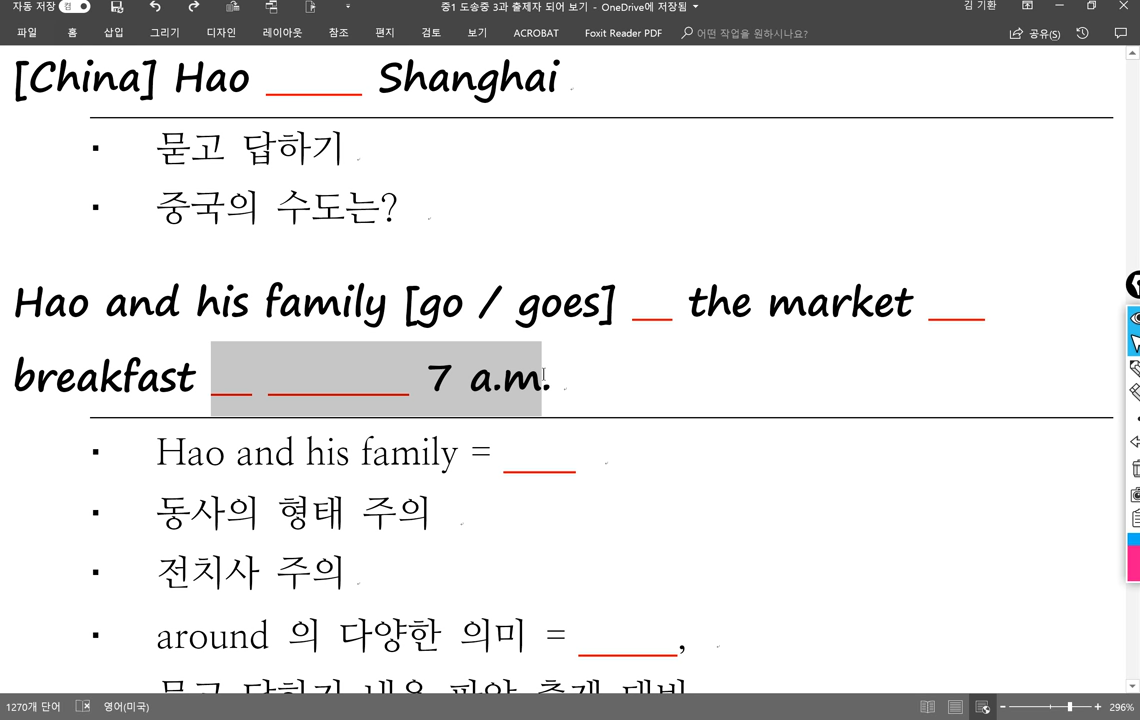 자동 저장 켬 중1 도송중 3과 출제자 되어 보기 - OneDrive에 저장됨 김 기환
파일 홈 삽입 그리기 디자인 레이아웃 참조 편지 검토 보기 ACROBAT Foxit Reader PDF 어떤 작업을 원하시나요? 공유(S)
[China] Hao _____ Shanghai
▪ 묻고 답하기
▪ 중국의 수도는?
Hao and his family [go / goes] __ the market ___
breakfast __ _______ 7 a.m.
▪ Hao and his family = ____
▪ 동사의 형태 주의
▪ 전치사 주의
▪ around 의 다양한 의미 = _____,
1270개 단어 영어(미국) 296%